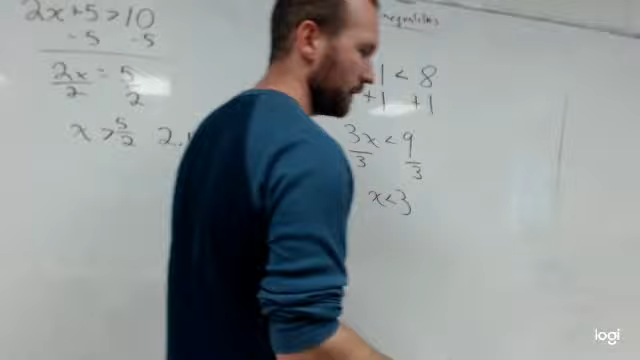 2x+5>10
-5 -5
2x = 5
2 2
x > 5/2 2.
1 < 8
+1 +1
3x < 9
3 3
x<3
logi